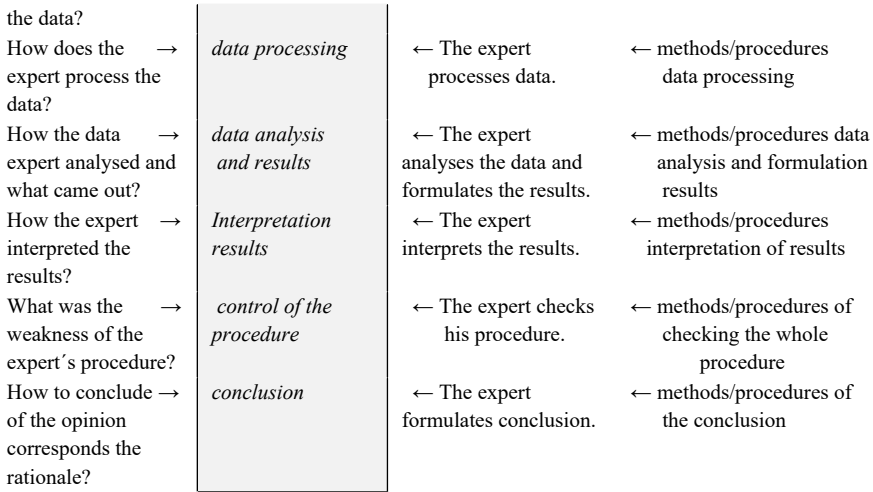 the data?
How does the → data processing ← The expert ← methods/procedures
expert process the processes data. data processing
data?
How the data → data analysis ← The expert ← methods/procedures data
expert analysed and and results analyses the data and analysis and formulation
what came out? formulates the results. results
How the expert → Interpretation ← The expert ← methods/procedures
interpreted the results interprets the results. interpretation of results
results?
What was the → control of the ← The expert checks ← methods/procedures of
weakness of the procedure his procedure. checking the whole
expert´s procedure? procedure
How to conclude → conclusion ← The expert ← methods/procedures of
of the opinion formulates conclusion. the conclusion
corresponds the
rationale?